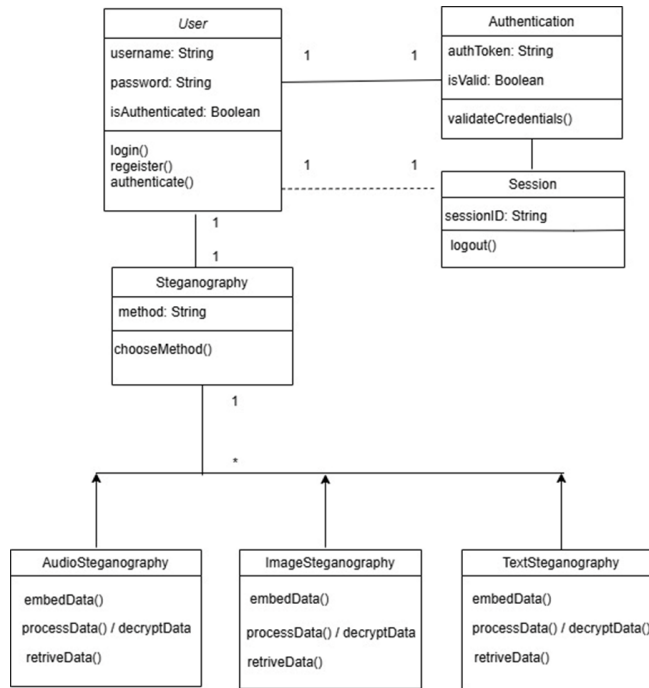 User
username: String
password: String
isAuthenticated: Boolean
login()
regeister()
authenticate()
1
1
Authentication
authToken: String
isValid: Boolean
validateCredentials()
1
1
Session
sessionID: String
logout()
1
1
Steganography
method: String
chooseMethod()
1
*
AudioSteganography
embedData()
processData() / decryptData
retriveData()
ImageSteganography
embedData()
processData() / decryptData
retriveData()
TextSteganography
embedData()
processData() / decryptData()
retriveData()